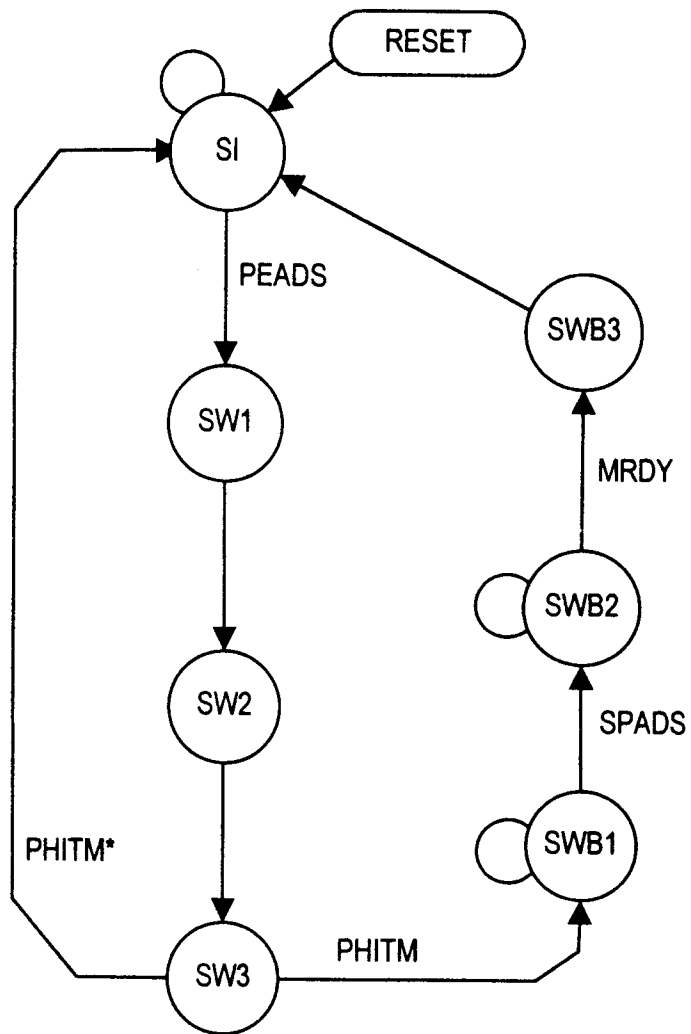 RESET
SI
PEADS
SWB3
SW1
MRDY
SWB2
SW2
SPADS
SWB1
PHITM*
PHITM
SW3